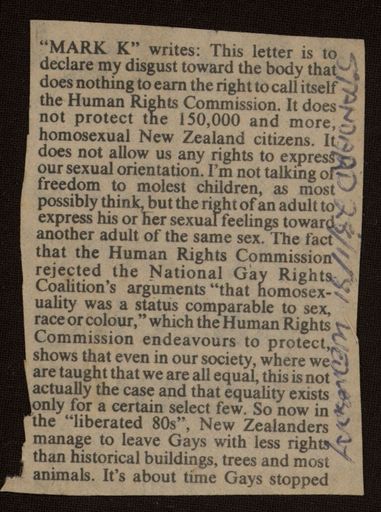 “MARK K” writes: This letter is to
declare my disgust toward the body that
does nothing to earn the right to call itself
the Human Rights Commission. It does
not protect the 150,000 and more,
homosexual New Zealand citizens. It
does not allow us any rights to express
our sexual orientation. I’m not talking of
freedom to molest children, as most
possibly think, but the right of an adult to
express his or her sexual feelings toward
another adult of the same sex. The fact
that the Human Rights Commission
rejected the National Gay Rights
Coalition’s arguments “that homosex-
uality was a status comparable to sex,
race or colour,” which the Human Rights
Commission endeavours to protect,
shows that even in our society, where we
are taught that we are all equal, this is not
actually the case and that equality exists
only for a certain select few. So now in
the “liberated 80s”, New Zealanders
manage to leave Gays with less rights
than historical buildings, trees and most
animals. It’s about time Gays stopped
STANDARD